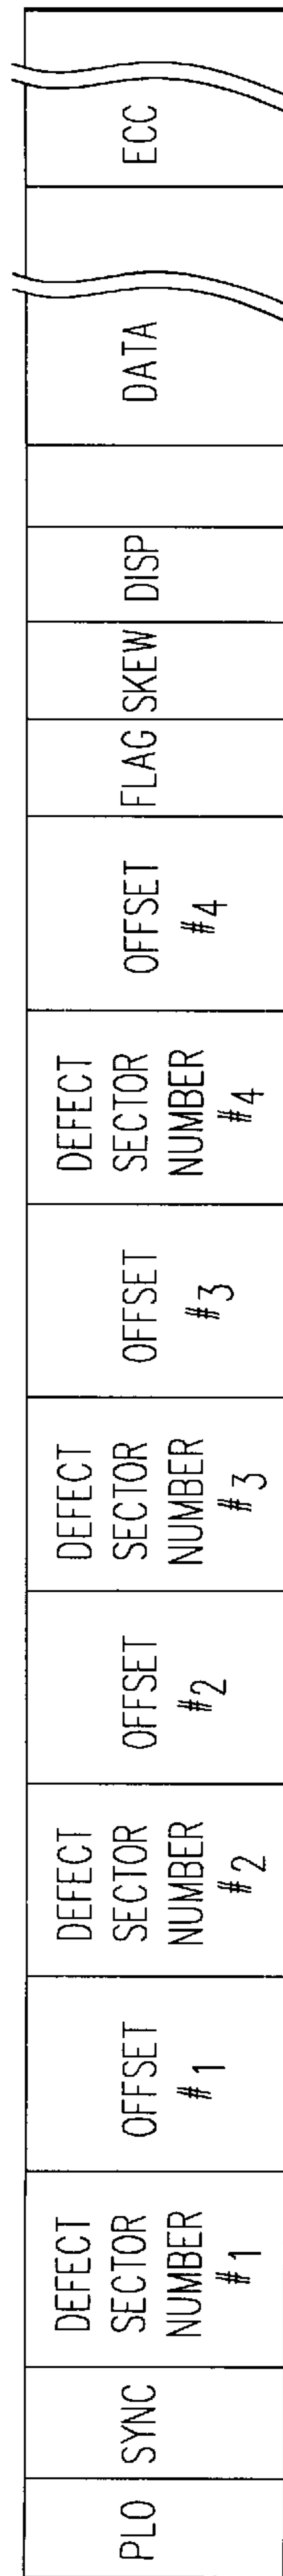 PLO
SYNC
DEFECT
SECTOR
NUMBER
#1
OFFSET
#1
DEFECT
SECTOR
NUMBER
#2
OFFSET
#2
DEFECT
SECTOR
NUMBER
#3
OFFSET
#3
DEFECT
SECTOR
NUMBER
#4
OFFSET
#4
FLAG
SKEW
DISP
DATA
ECC